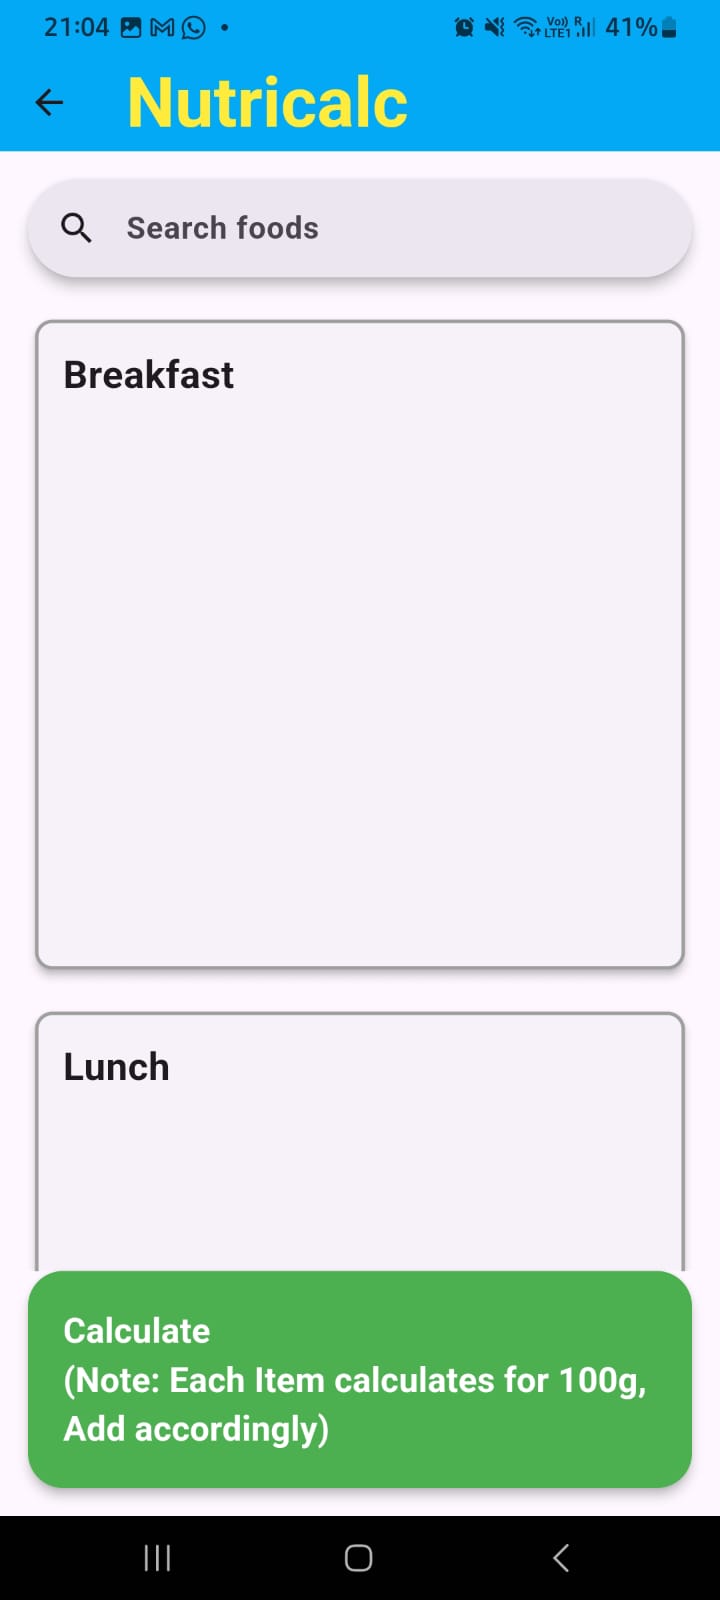 21:04 Vo)) R LTE1 41%
Nutricalc
Search foods
Breakfast
Lunch
Calculate
(Note: Each Item calculates for 100g,
Add accordingly)